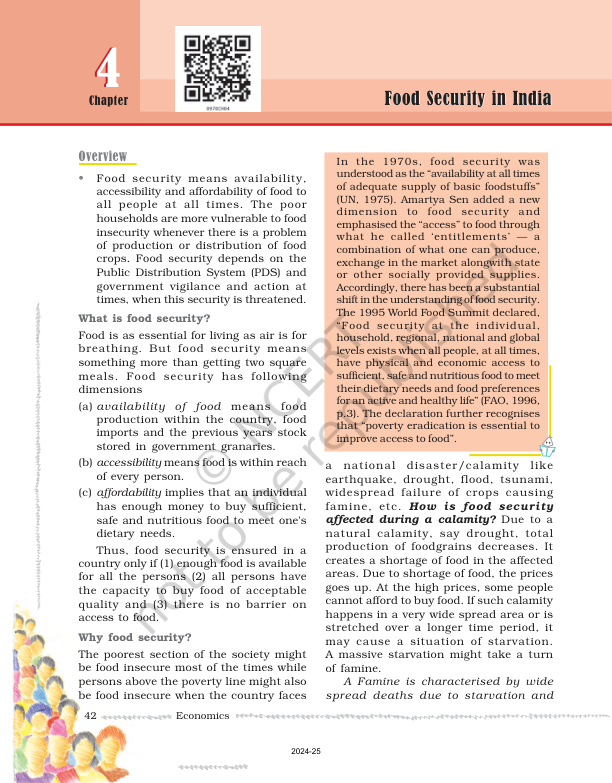 4
Chapter
0976CH04
Food Security in India
Overview
• Food security means availability,
accessibility and affordability of food to
all people at all times. The poor
households are more vulnerable to food
insecurity whenever there is a problem
of production or distribution of food
crops. Food security depends on the
Public Distribution System (PDS) and
government vigilance and action at
times, when this security is threatened.
What is food security?
Food is as essential for living as air is for
breathing. But food security means
something more than getting two square
meals. Food security has following
dimensions
(a) availability of food means food
production within the country, food
imports and the previous years stock
stored in government granaries.
(b) accessibility means food is within reach
of every person.
(c) affordability implies that an individual
has enough money to buy sufficient,
safe and nutritious food to meet one's
dietary needs.
Thus, food security is ensured in a
country only if (1) enough food is available
for all the persons (2) all persons have
the capacity to buy food of acceptable
quality and (3) there is no barrier on
access to food.
Why food security?
The poorest section of the society might
be food insecure most of the times while
persons above the poverty line might also
be food insecure when the country faces
In the 1970s, food security was
understood as the “availability at all times
of adequate supply of basic foodstuffs”
(UN, 1975). Amartya Sen added a new
dimension to food security and
emphasised the “access” to food through
what he called ‘entitlements’ — a
combination of what one can produce,
exchange in the market alongwith state
or other socially provided supplies.
Accordingly, there has been a substantial
shift in the understanding of food security.
The 1995 World Food Summit declared,
“Food security at the individual,
household, regional, national and global
levels exists when all people, at all times,
have physical and economic access to
sufficient, safe and nutritious food to meet
their dietary needs and food preferences
for an active and healthy life” (FAO, 1996,
p.3). The declaration further recognises
that “poverty eradication is essential to
improve access to food”.
a national disaster/calamity like
earthquake, drought, flood, tsunami,
widespread failure of crops causing
famine, etc. How is food security
affected during a calamity? Due to a
natural calamity, say drought, total
production of foodgrains decreases. It
creates a shortage of food in the affected
areas. Due to shortage of food, the prices
goes up. At the high prices, some people
cannot afford to buy food. If such calamity
happens in a very wide spread area or is
stretched over a longer time period, it
may cause a situation of starvation.
A massive starvation might take a turn
of famine.
A Famine is characterised by wide
spread deaths due to starvation and
© NCERT
not to be republished
42 Economics
2024-25